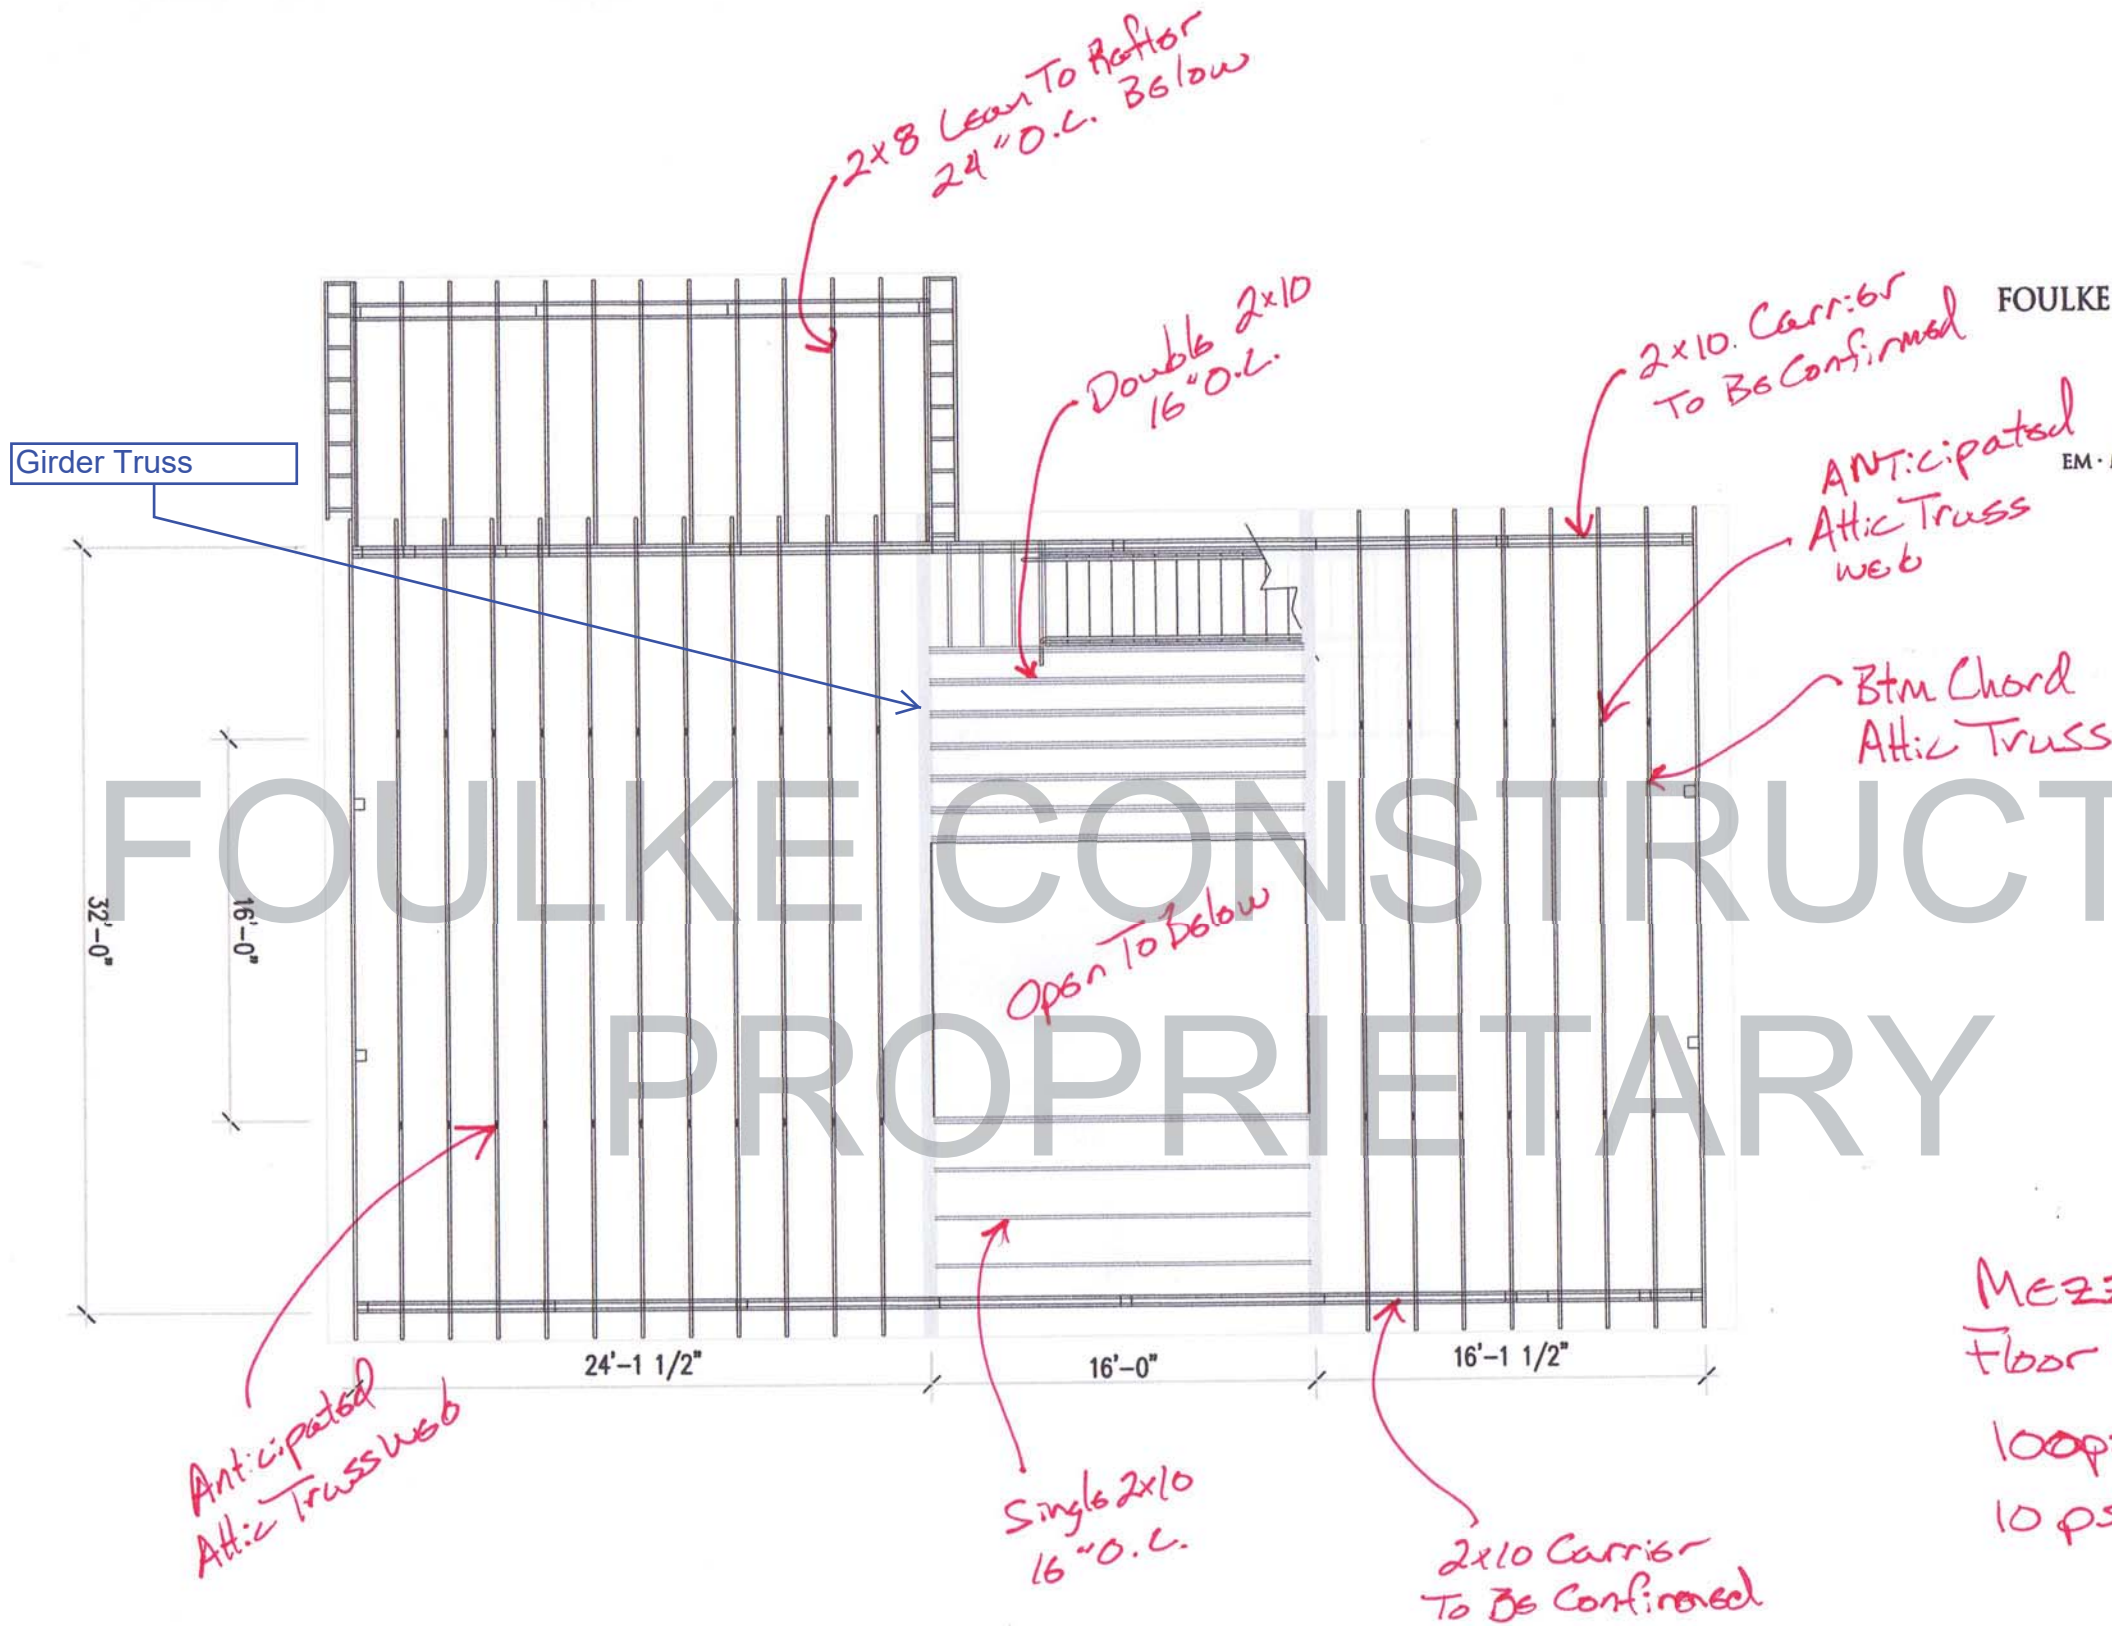 2x8 Lean To Rafter
24" O.C. Below
Double 2x10
16" O.C.
2x10. Carrier
To Be Confirmed
FOULKE
EM ·
Girder Truss
ANTicipated
Attic Truss
web
Btm Chord
Attic Truss
FOULKE CONSTRUCT
PROPRIETARY
32'-0"
16'-0"
Open To Below
24'-1 1/2"
16'-0"
16'-1 1/2"
Anticipated
Attic Truss web
Single 2x10
16" O.C.
2x10 Carrier
To Be Confirmed
Floor
10 ps